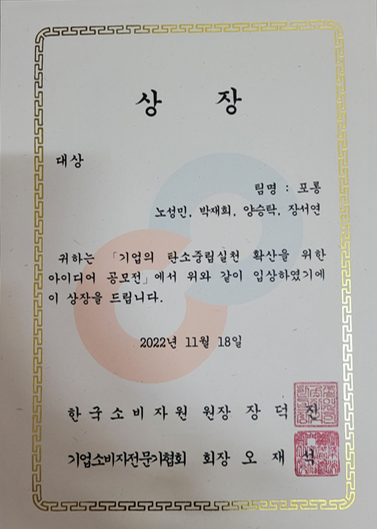 상 장
대상
팀명 : 포롱
노성민, 박재희, 양승탁, 장서연
귀하는 「기업의 탄소중립실천 확산을 위한
아이디어 공모전」에서 위와 같이 입상하였기에
이 상장을 드립니다.
2022년 11월 18일
한국소비자원 원장 장 덕 진
기업소비자전문가협회 회장 오 재 석